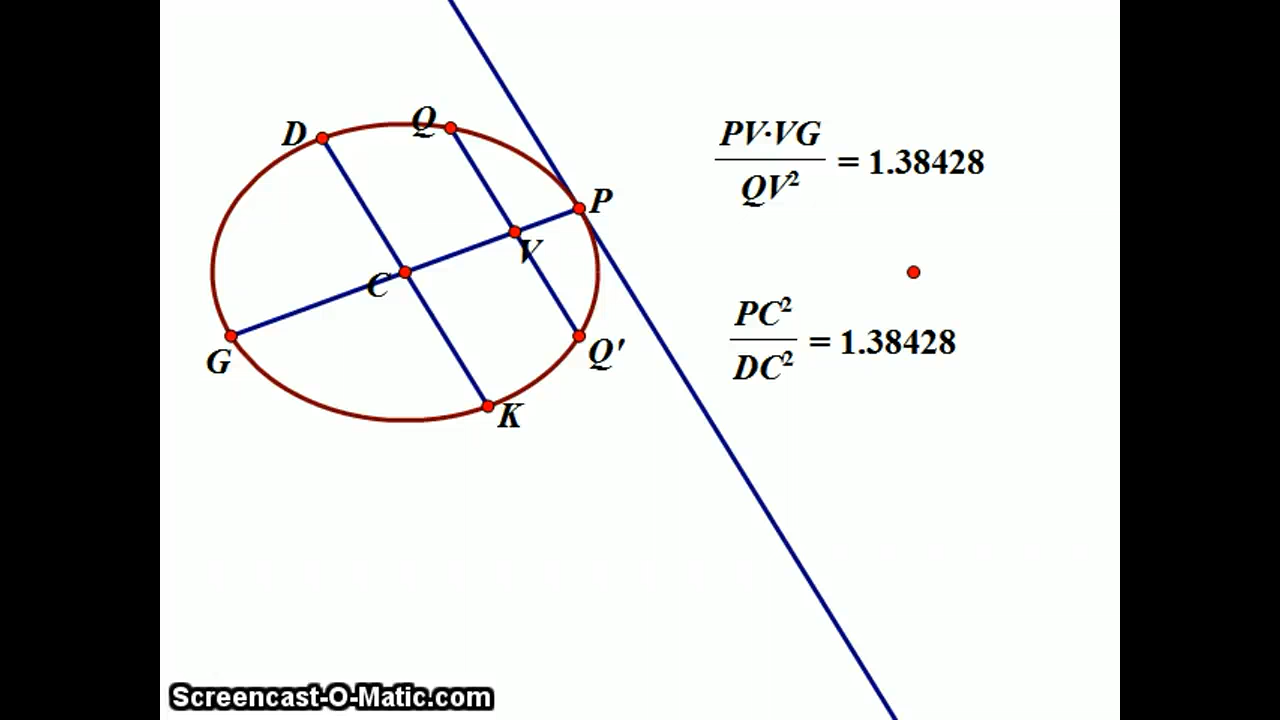 D
Q
P
V
C
G
Q′
K
PV·VG
QV² = 1.38428
PC²
DC² = 1.38428
Screencast-O-Matic.com